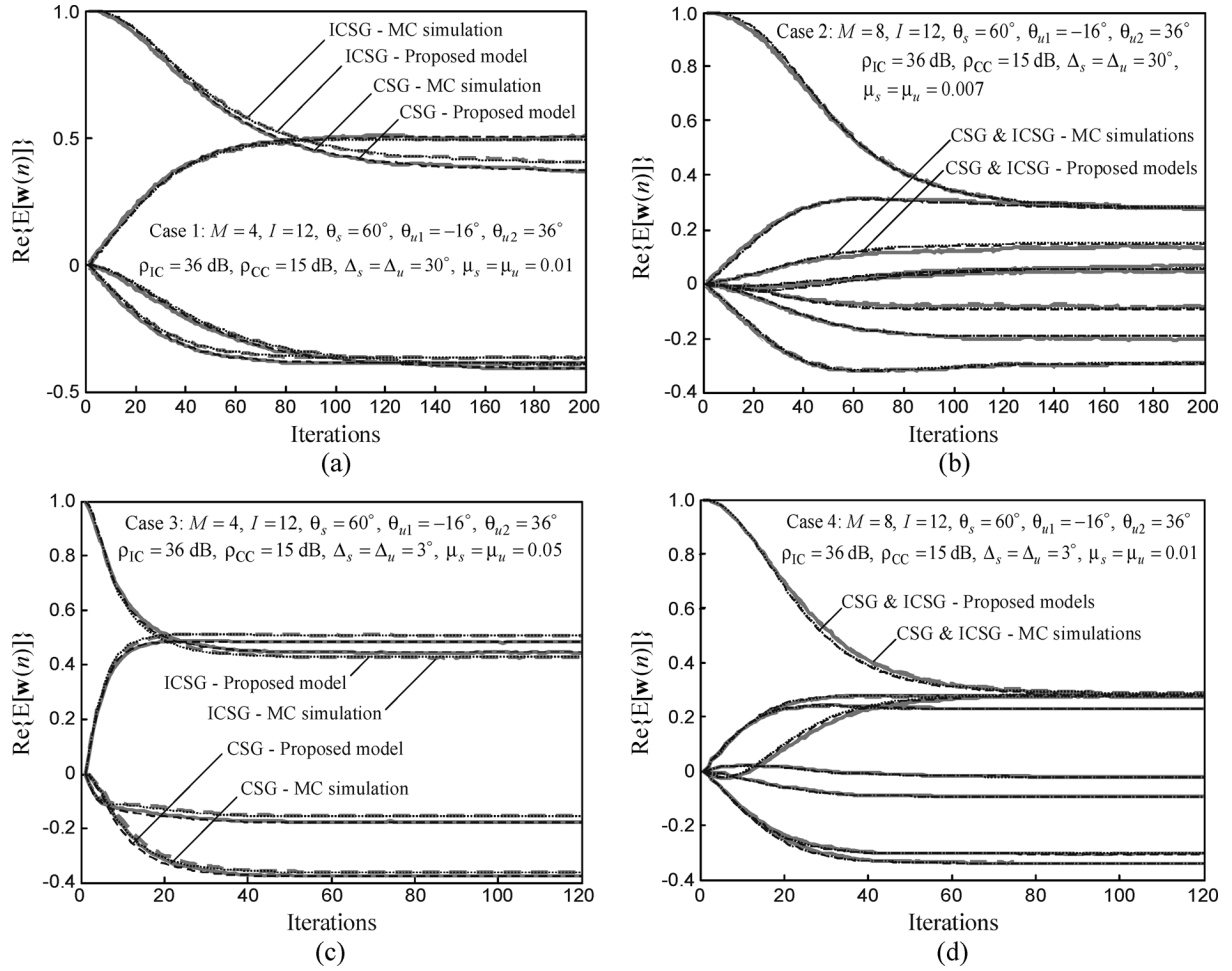 Re{E[w(n)]}
1.0
0.5
0
-0.5
0 20 40 60 80 100 120 140 160 180 200
Iterations
(a)
ICSG - MC simulation
ICSG - Proposed model
CSG - MC simulation
CSG - Proposed model
Case 1: M = 4, I = 12, θs = 60°, θu1 = −16°, θu2 = 36°
ρIC = 36 dB, ρCC = 15 dB, Δs = Δu = 30°, μs = μu = 0.01
Re{E[w(n)]}
1.0
0.8
0.6
0.4
0.2
0
-0.2
-0.4
0 20 40 60 80 100 120 140 160 180 200
Iterations
(b)
Case 2: M = 8, I = 12, θs = 60°, θu1 = −16°, θu2 = 36°
ρIC = 36 dB, ρCC = 15 dB, Δs = Δu = 30°,
μs = μu = 0.007
CSG & ICSG - MC simulations
CSG & ICSG - Proposed models
Re{E[w(n)]}
1.0
0.8
0.6
0.4
0.2
0
-0.2
-0.4
0 20 40 60 80 100 120
Iterations
(c)
Case 3: M = 4, I = 12, θs = 60°, θu1 = −16°, θu2 = 36°
ρIC = 36 dB, ρCC = 15 dB, Δs = Δu = 3°, μs = μu = 0.05
ICSG - Proposed model
ICSG - MC simulation
CSG - Proposed model
CSG - MC simulation
Re{E[w(n)]}
1.0
0.8
0.6
0.4
0.2
0
-0.2
-0.4
0 20 40 60 80 100 120
Iterations
(d)
Case 4: M = 8, I = 12, θs = 60°, θu1 = −16°, θu2 = 36°
ρIC = 36 dB, ρCC = 15 dB, Δs = Δu = 3°, μs = μu = 0.01
CSG & ICSG - Proposed models
CSG & ICSG - MC simulations